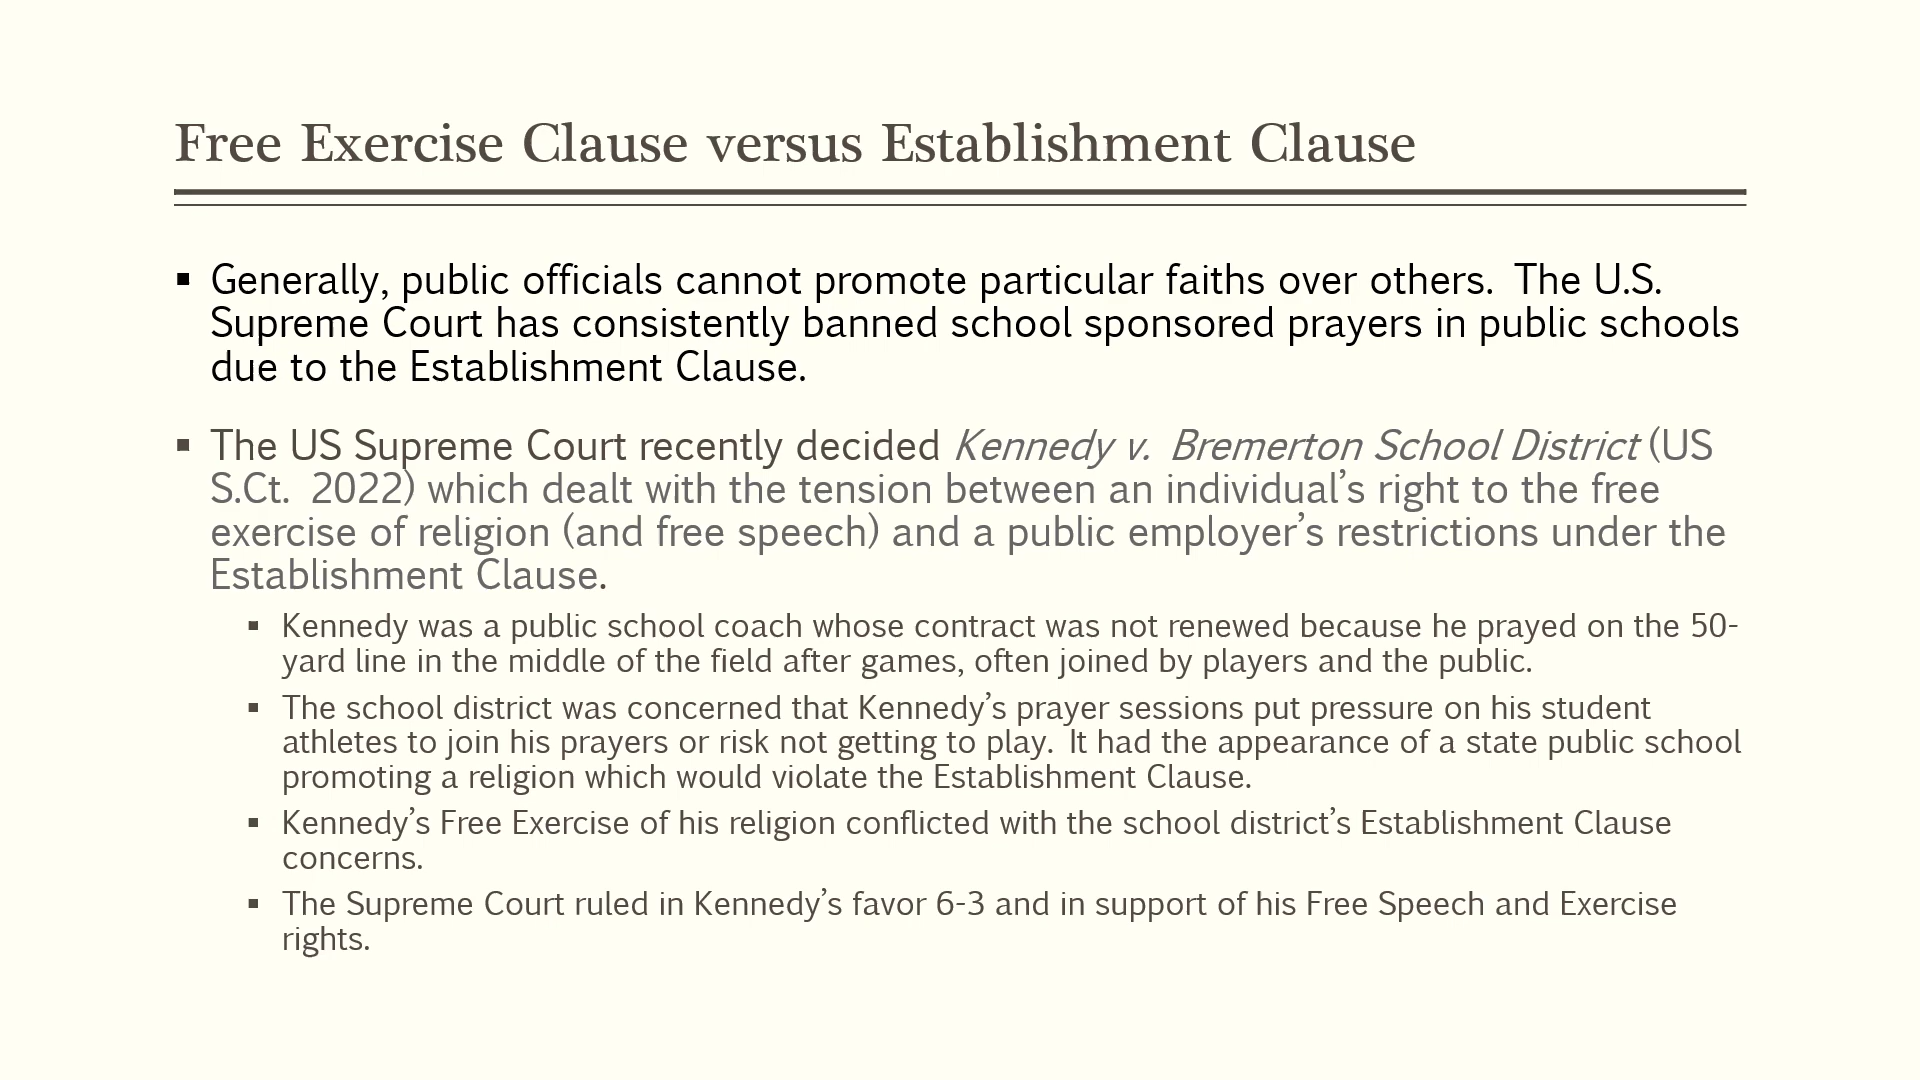 Free Exercise Clause versus Establishment Clause
▪ Generally, public officials cannot promote particular faiths over others.  The U.S.
Supreme Court has consistently banned school sponsored prayers in public schools
due to the Establishment Clause.
▪ The US Supreme Court recently decided Kennedy v.  Bremerton School District (US
S.Ct.  2022) which dealt with the tension between an individual’s right to the free
exercise of religion (and free speech) and a public employer’s restrictions under the
Establishment Clause.
▪ Kennedy was a public school coach whose contract was not renewed because he prayed on the 50-
yard line in the middle of the field after games, often joined by players and the public.
▪ The school district was concerned that Kennedy’s prayer sessions put pressure on his student
athletes to join his prayers or risk not getting to play.  It had the appearance of a state public school
promoting a religion which would violate the Establishment Clause.
▪ Kennedy’s Free Exercise of his religion conflicted with the school district’s Establishment Clause
concerns.
▪ The Supreme Court ruled in Kennedy’s favor 6-3 and in support of his Free Speech and Exercise
rights.